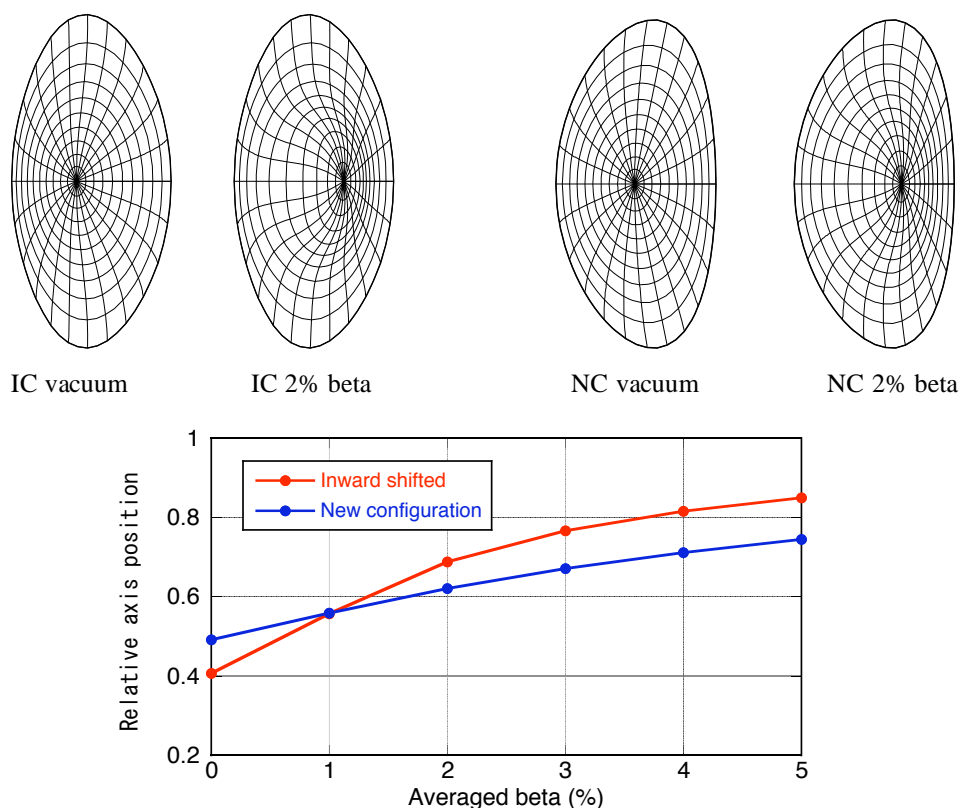 IC vacuum IC 2% beta NC vacuum NC 2% beta
1
Inward shifted
New configuration
0.8
0.6
0.4
0.2
Relative axis position
0 1 2 3 4 5
Averaged beta (%)